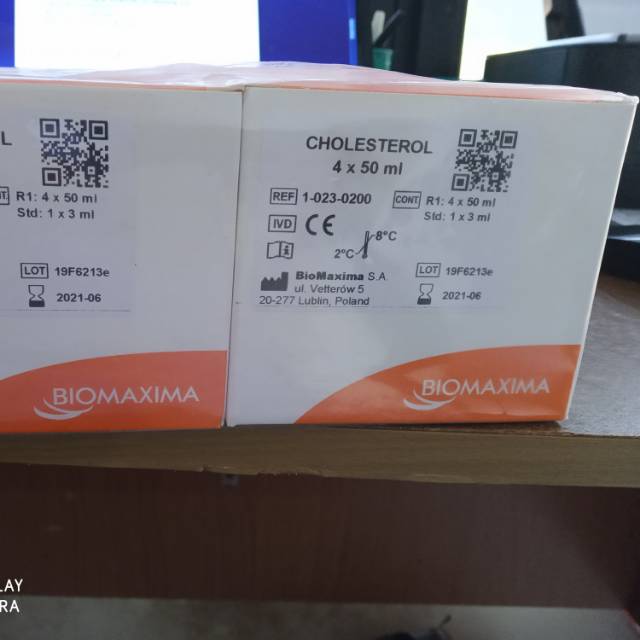 L
R1: 4 x 50 ml
Std: 1 x 3 ml
LOT 19F6213e
2021-06
BIOMAXIMA
CHOLESTEROL
4 x 50 ml
REF 1-023-0200
CONT R1: 4 x 50 ml
Std: 1 x 3 ml
IVD CE
8°C
2°C
BioMaxima S.A.
ul. Vetterów 5
20-277 Lublin, Poland
LOT 19F6213e
2021-06
BIOMAXIMA
LAY
RA